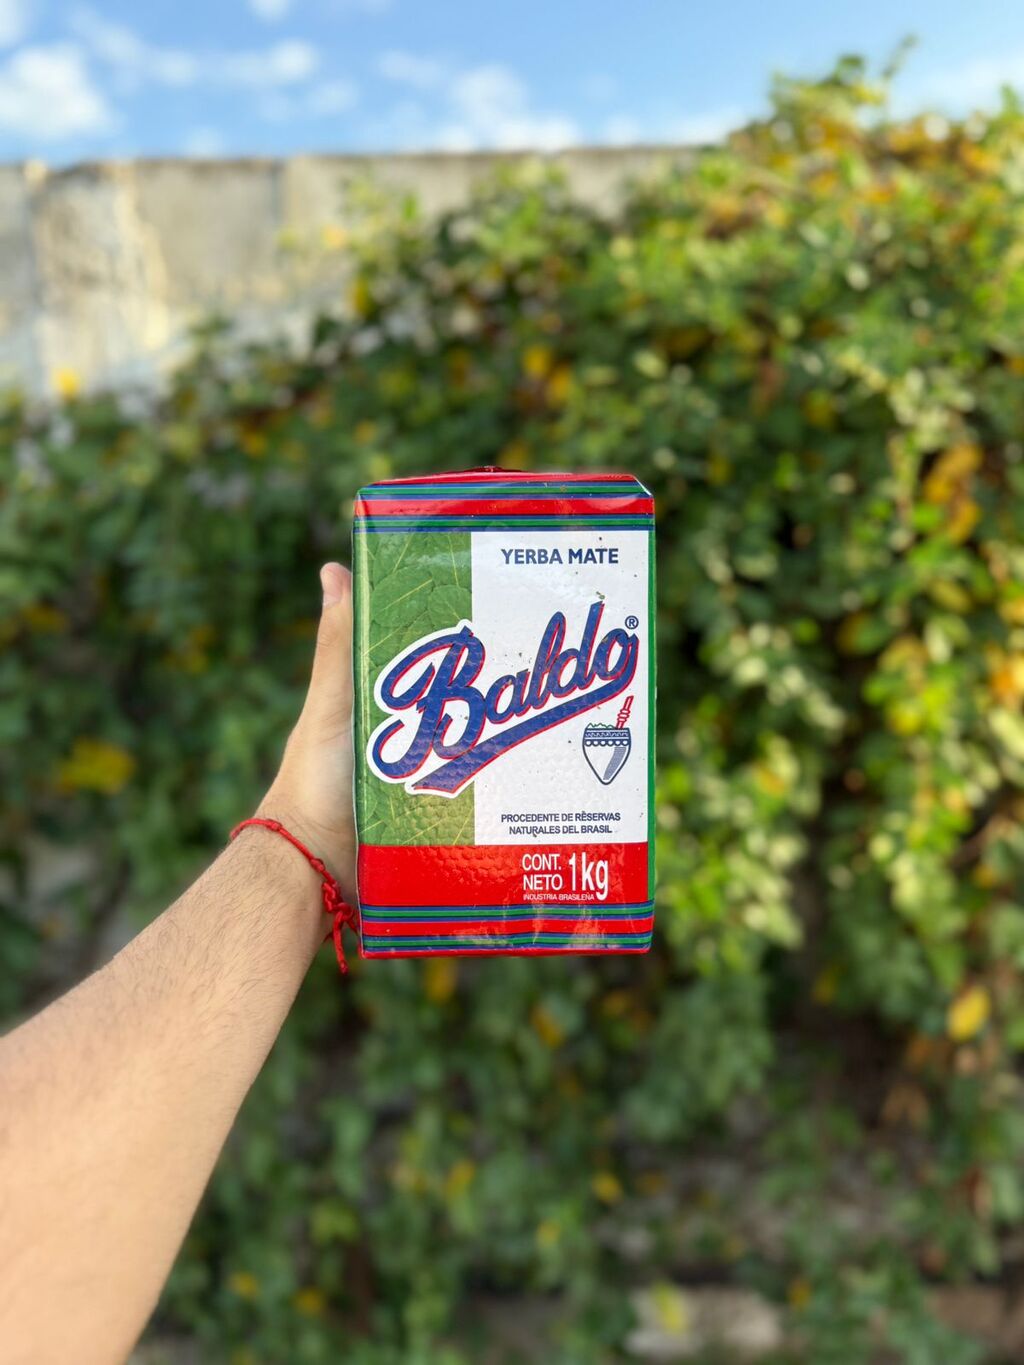 YERBA MATE
Baldo®
PROCEDENTE DE RESERVAS
NATURALES DEL BRASIL
CONT.
NETO 1kg
INDUSTRIA BRASILEÑA